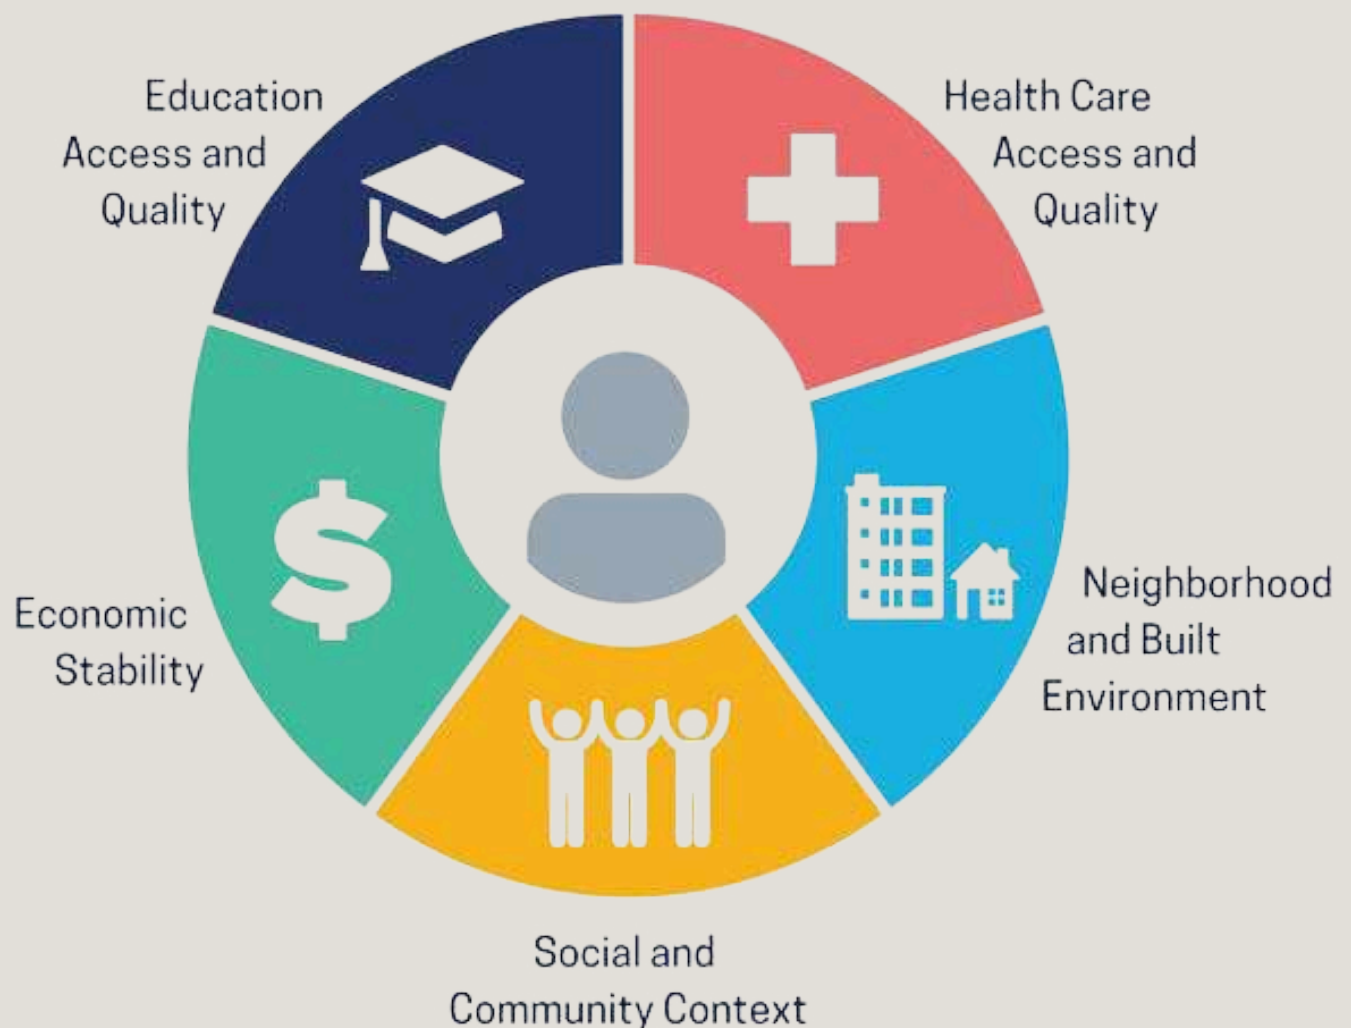 Education
Access and
Quality
Health Care
Access and
Quality
Economic
Stability
Neighborhood
and Built
Environment
Social and
Community Context